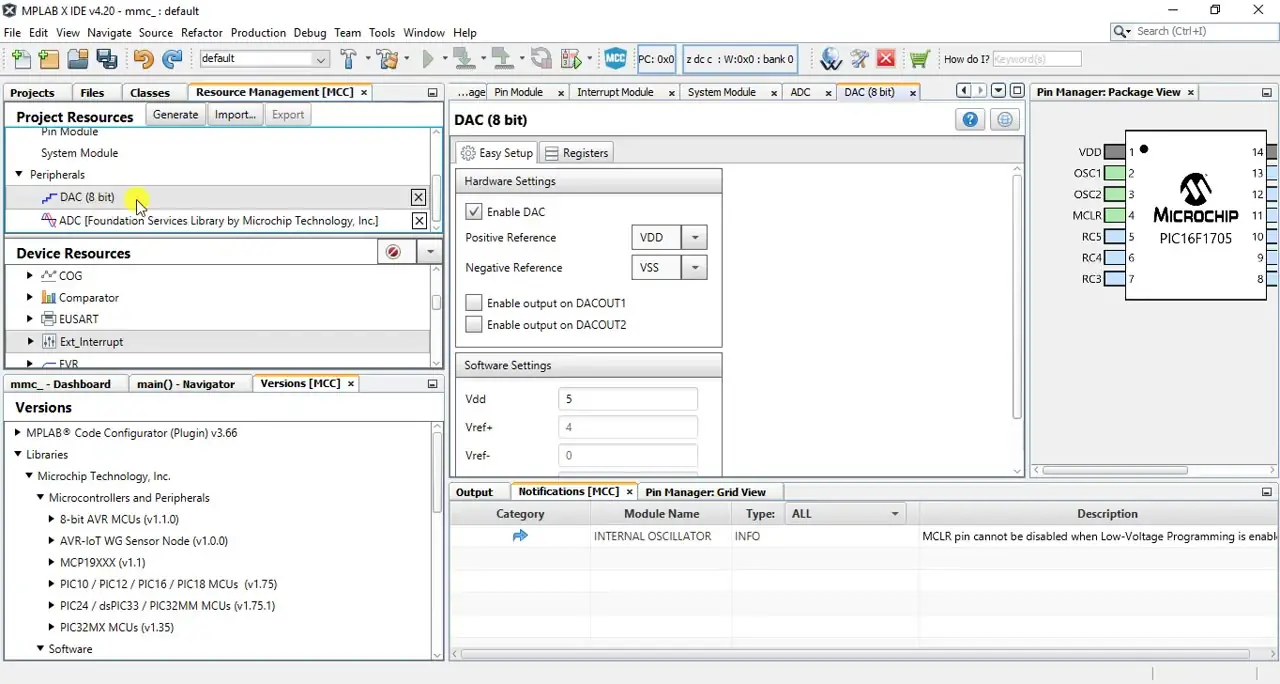 MPLAB X IDE v4.20 - mmc_ : default
File Edit View Navigate Source Refactor Production Debug Team Tools Window Help
Search (Ctrl+I)
default
MCC
PC: 0x0
z dc c : W:0x0 : bank 0
How do I?
Keyword(s)
Projects
Files
Classes
Resource Management [MCC]
...age
Pin Module
Interrupt Module
System Module
ADC
DAC (8 bit)
Pin Manager: Package View
Project Resources
Generate
Import...
Export
Pin Module
System Module
Peripherals
DAC (8 bit)
ADC [Foundation Services Library by Microchip Technology, Inc.]
Device Resources
COG
Comparator
EUSART
Ext_Interrupt
FVR
mmc_ - Dashboard
main() - Navigator
Versions [MCC]
Versions
MPLAB® Code Configurator (Plugin) v3.66
Libraries
Microchip Technology, Inc.
Microcontrollers and Peripherals
8-bit AVR MCUs (v1.1.0)
AVR-IoT WG Sensor Node (v1.0.0)
MCP19XXX (v1.1)
PIC10 / PIC12 / PIC16 / PIC18 MCUs (v1.75)
PIC24 / dsPIC33 / PIC32MM MCUs (v1.75.1)
PIC32MX MCUs (v1.35)
Software
DAC (8 bit)
Easy Setup
Registers
Hardware Settings
Enable DAC
Positive Reference VDD
Negative Reference VSS
Enable output on DACOUT1
Enable output on DACOUT2
Software Settings
Vdd 5
Vref+ 4
Vref- 0
VDD 1 14
OSC1 2 13
OSC2 3 12
MCLR 4 11
RC5 5 10
RC4 6 9
RC3 7 8
MICROCHIP
PIC16F1705
Output
Notifications [MCC]
Pin Manager: Grid View
Category Module Name Type: ALL Description
INTERNAL OSCILLATOR INFO MCLR pin cannot be disabled when Low-Voltage Programming is enabl